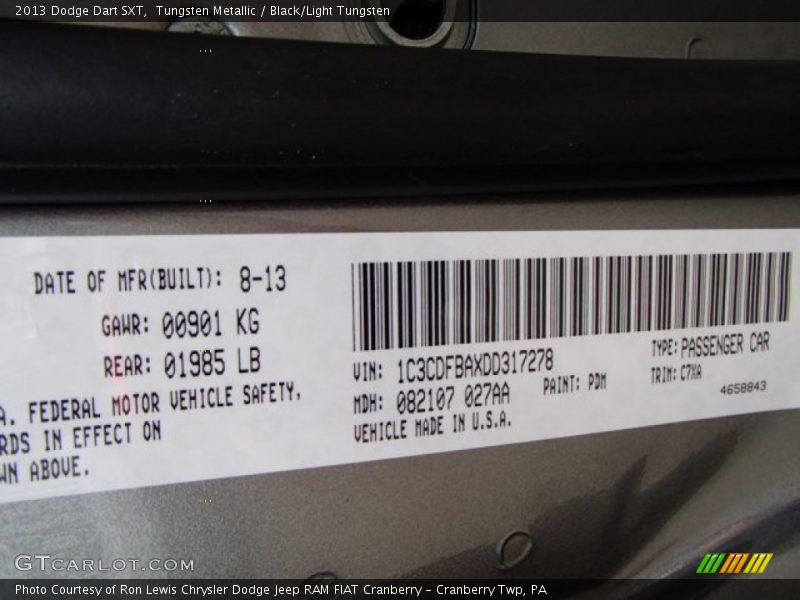 2013 Dodge Dart SXT,  Tungsten Metallic / Black/Light Tungsten
DATE OF MFR(BUILT): 8-13
GAWR: 00901 KG
REAR: 01985 LB
A. FEDERAL MOTOR VEHICLE SAFETY,
RDS IN EFFECT ON
WN ABOVE.
VIN: 1C3CDFBAXDD317278
MDH: 082107 027AA
VEHICLE MADE IN U.S.A.
PAINT: PDM
TYPE: PASSENGER CAR
TRIM: C7XA
4658843
GTCARLOT.COM
Photo Courtesy of Ron Lewis Chrysler Dodge Jeep RAM FIAT Cranberry – Cranberry Twp, PA